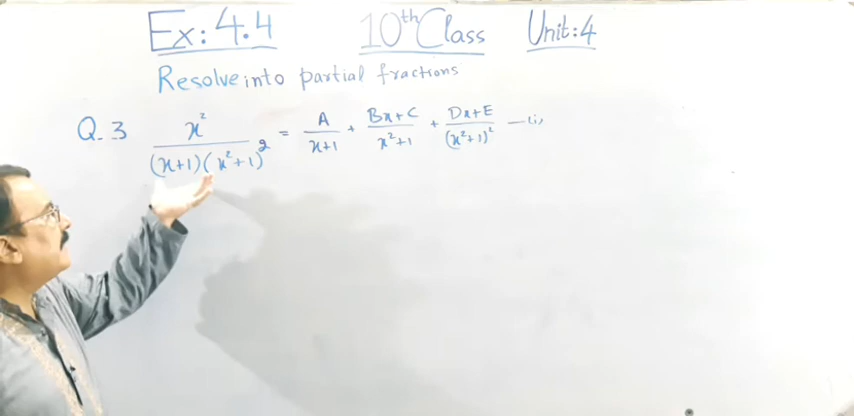 Ex: 4.4 10th Class Unit:4
Resolve into partial fractions
Q. 3 x² / (x+1)(x²+1)² = A / x+1 + Bx+C / x²+1 + Dx+E / (x²+1)² —(i)